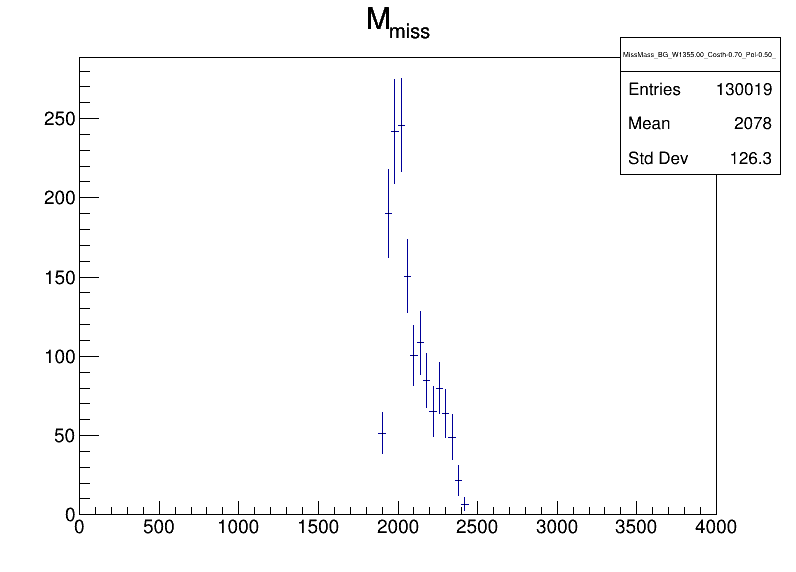 M_miss
MissMass_BG_W1355.00_Costh-0.70_Pol-0.50_
Entries 130019
Mean 2078
Std Dev 126.3
250
200
150
100
50
0
0 500 1000 1500 2000 2500 3000 3500 4000